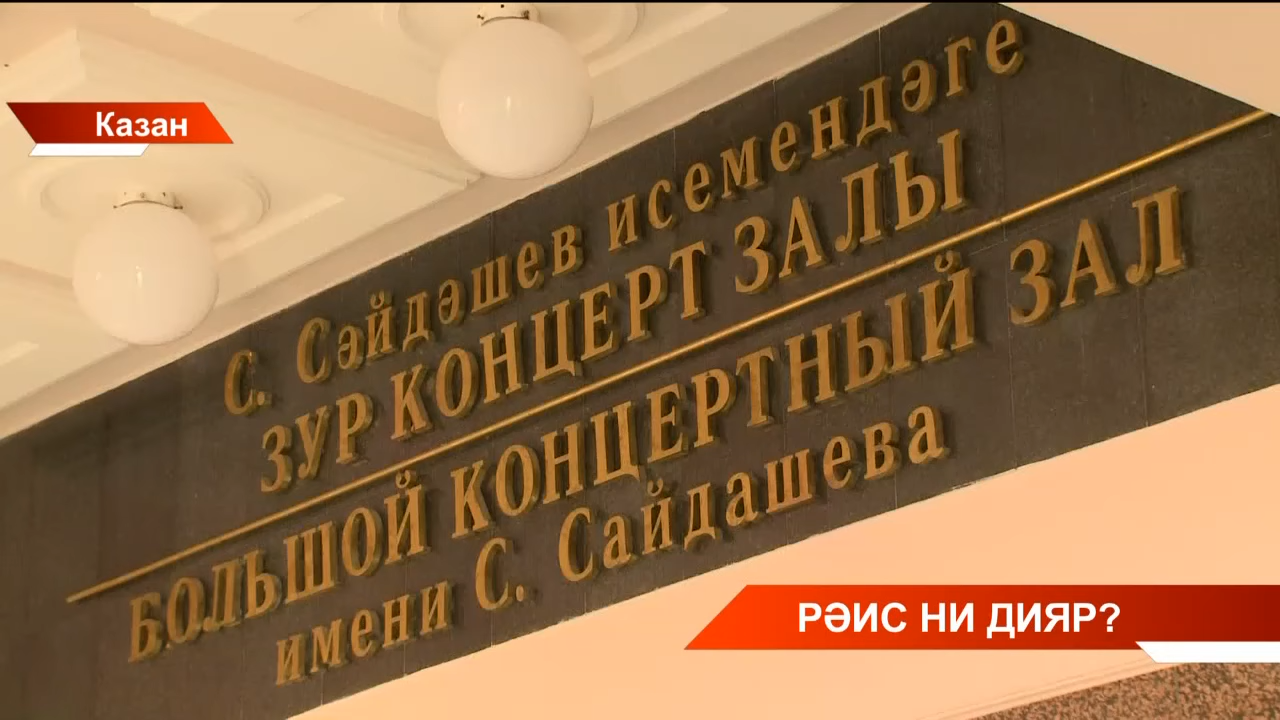 Казан
С. Сәйдәшев исемендәге
ЗУР КОНЦЕРТ ЗАЛЫ
БОЛЬШОЙ КОНЦЕРТНЫЙ ЗАЛ
имени С. Сайдашева
РӘИС НИ ДИЯР?